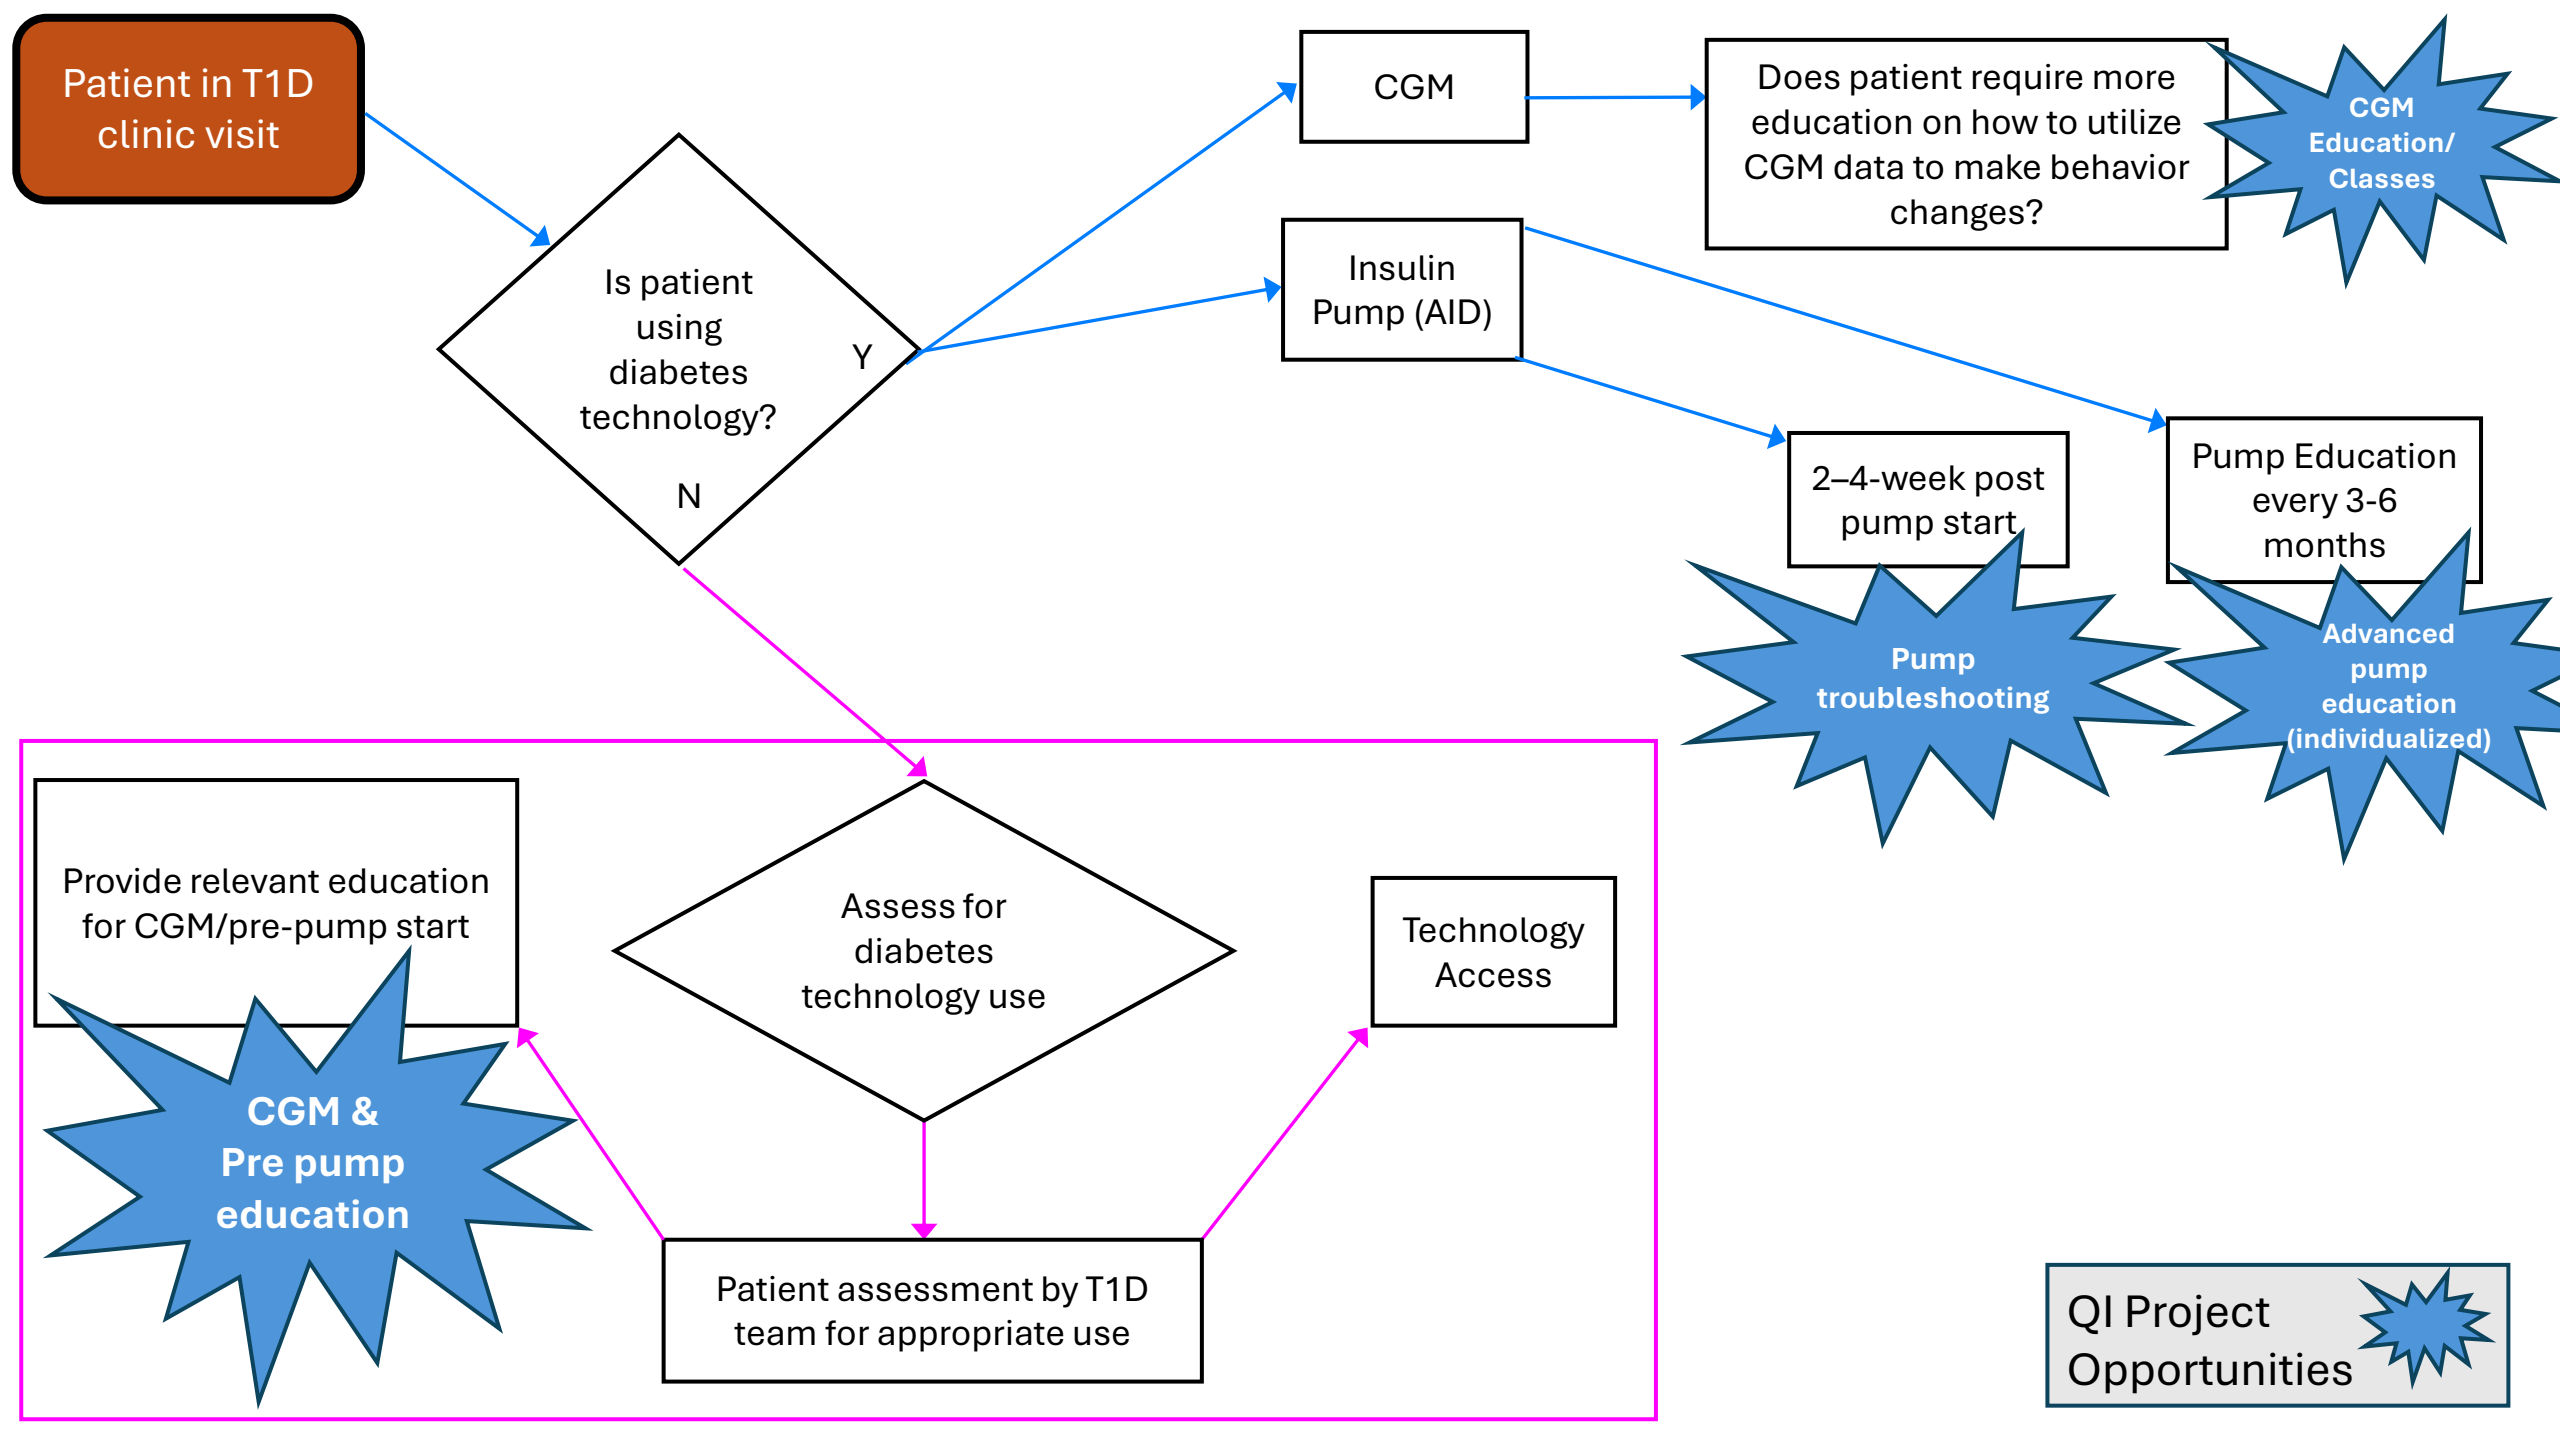 Patient in T1D
clinic visit
Is patient
using
diabetes
technology?
Y
N
CGM
Does patient require more
education on how to utilize
CGM data to make behavior
changes?
CGM
Education/
Classes
Insulin
Pump (AID)
2–4-week post
pump start
Pump
troubleshooting
Pump Education
every 3-6
months
Advanced
pump
education
(individualized)
Provide relevant education
for CGM/pre-pump start
CGM &
Pre pump
education
Assess for
diabetes
technology use
Technology
Access
Patient assessment by T1D
team for appropriate use
QI Project
Opportunities